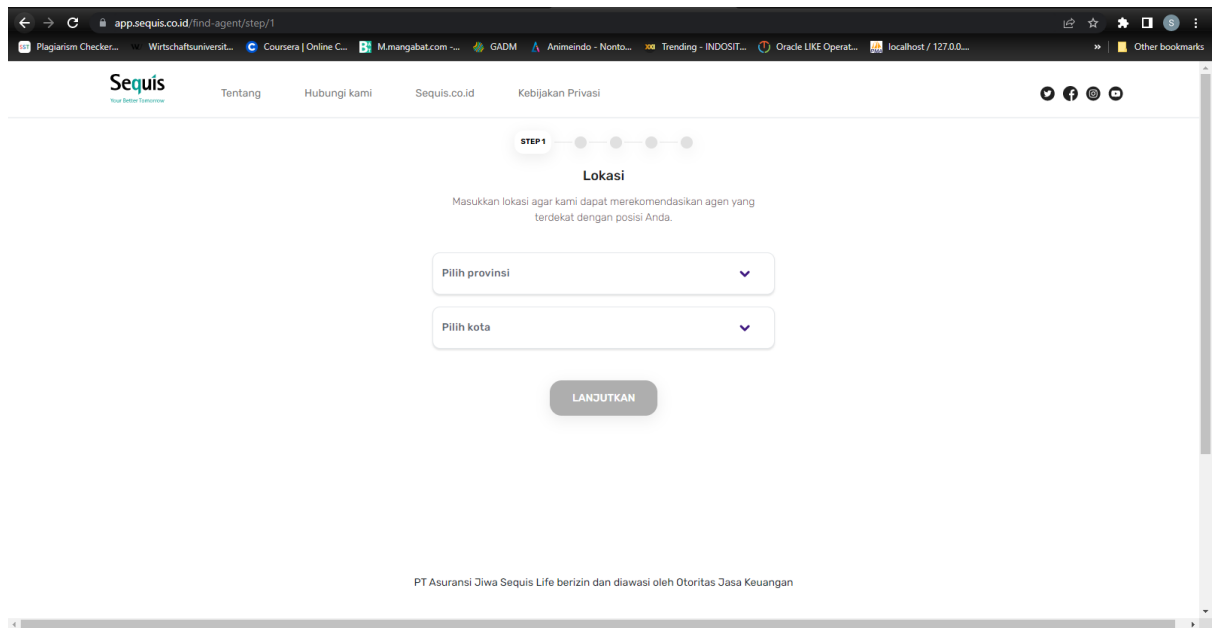 app.sequis.co.id/find-agent/step/1
S
SST Plagiarism Checker... W Wirtschaftsuniversit... C Coursera | Online C... B M.mangabat.com -... GADM Animeindo - Nonto... Trending - INDOSIT... Oracle LIKE Operat... localhost / 127.0.0.... » Other bookmarks
Sequis
Your Better Tomorrow
Tentang Hubungi kami Sequis.co.id Kebijakan Privasi
STEP 1
Lokasi
Masukkan lokasi agar kami dapat merekomendasikan agen yang
terdekat dengan posisi Anda.
Pilih provinsi
Pilih kota
LANJUTKAN
PT Asuransi Jiwa Sequis Life berizin dan diawasi oleh Otoritas Jasa Keuangan